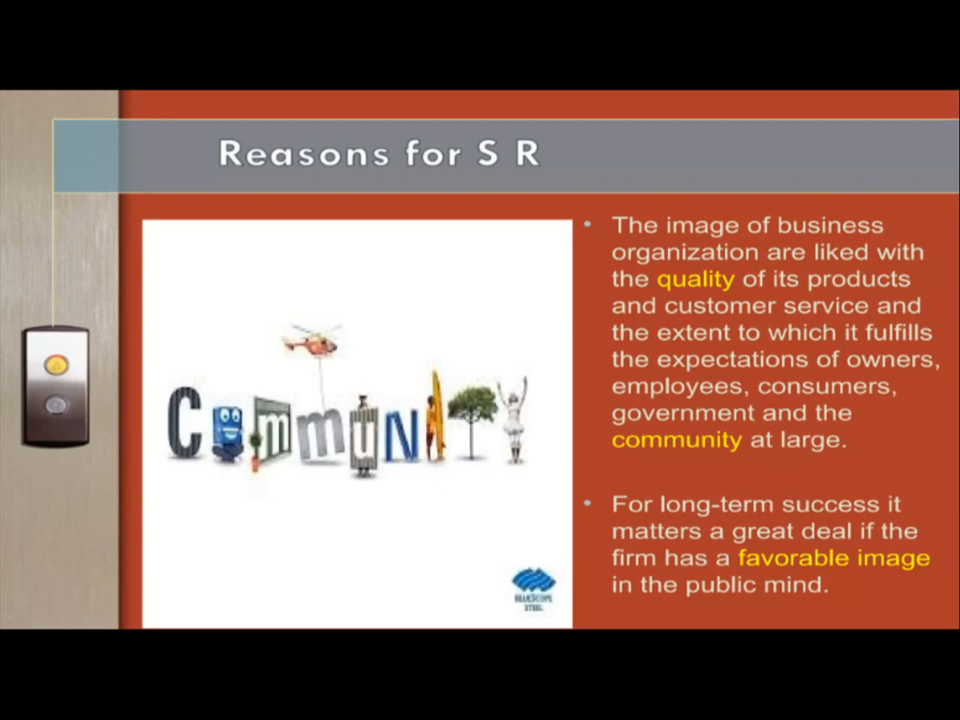 Reasons for S R
Community
BLUESCOPE
STEEL
• The image of business
organization are liked with
the quality of its products
and customer service and
the extent to which it fulfills
the expectations of owners,
employees, consumers,
government and the
community at large.
• For long-term success it
matters a great deal if the
firm has a favorable image
in the public mind.